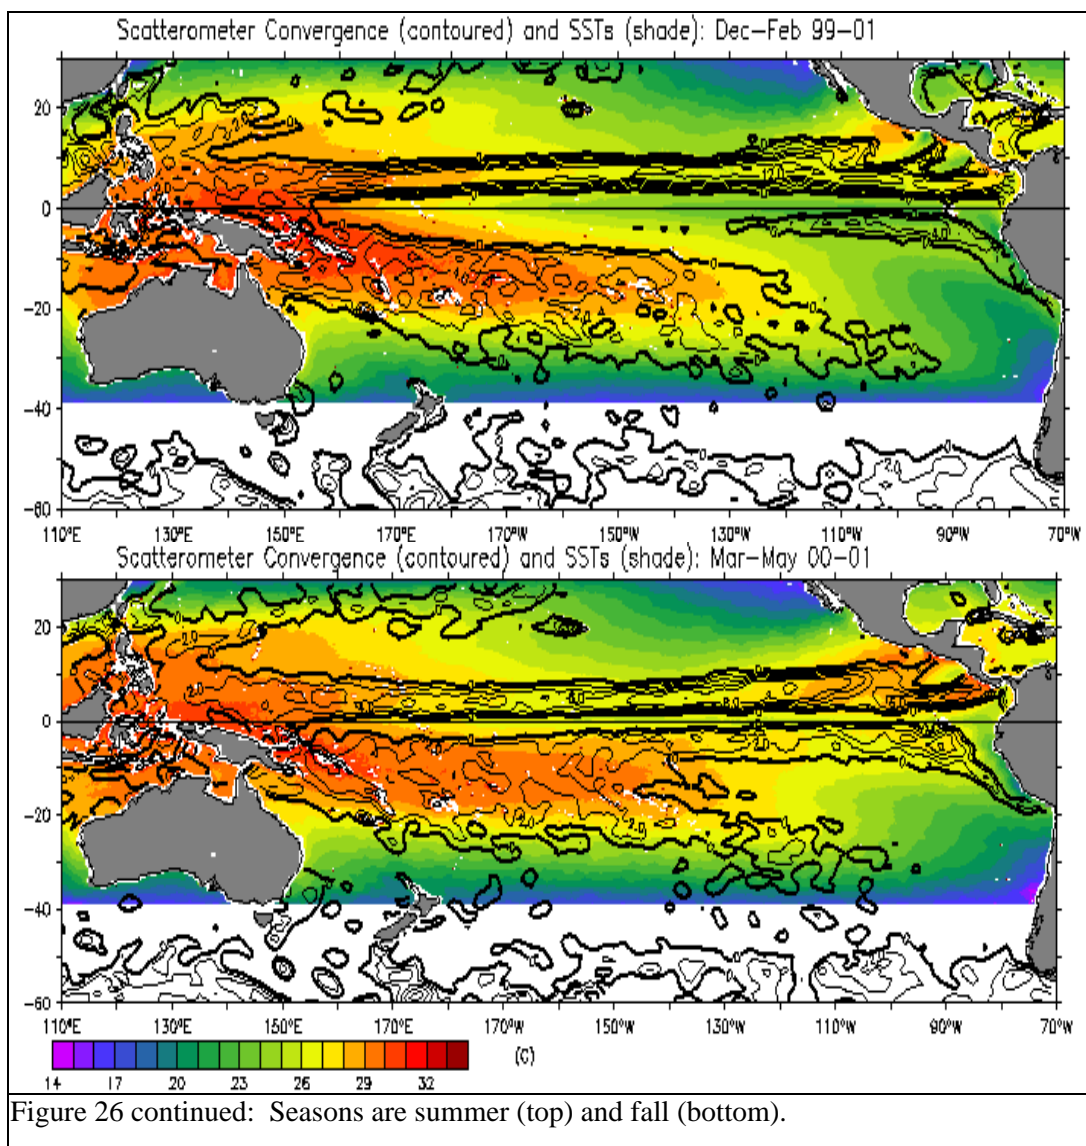 Scatterometer Convergence (contoured) and SSTs (shade): Dec-Feb 99-01
20
0
-20
-40
-60
110°E 130°E 150°E 170°E 170°W 150°W 130°W 110°W 90°W 70°W
Scatterometer Convergence (contoured) and SSTs (shade): Mar-May 00-01
20
0
-20
-40
-60
110°E 130°E 150°E 170°E 170°W 150°W 130°W 110°W 90°W 70°W
14 17 20 23 26 29 32 (C)
Figure 26 continued: Seasons are summer (top) and fall (bottom).